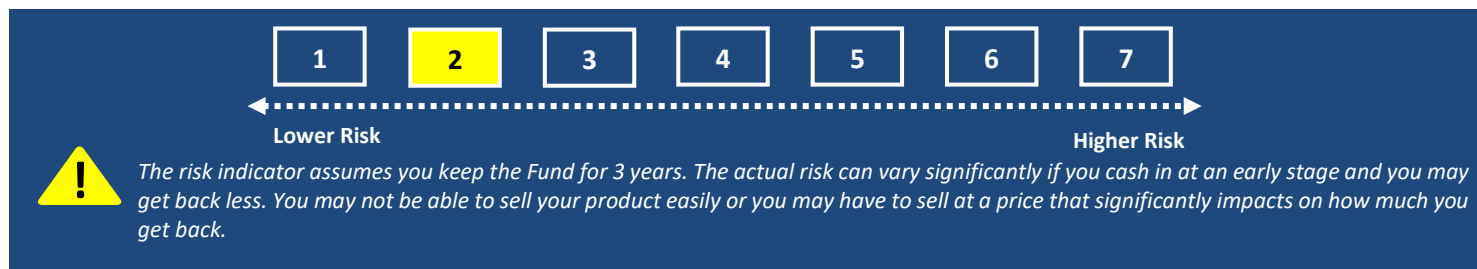 1 2 3 4 5 6 7
Lower Risk Higher Risk
! The risk indicator assumes you keep the Fund for 3 years. The actual risk can vary significantly if you cash in at an early stage and you may
get back less. You may not be able to sell your product easily or you may have to sell at a price that significantly impacts on how much you
get back.